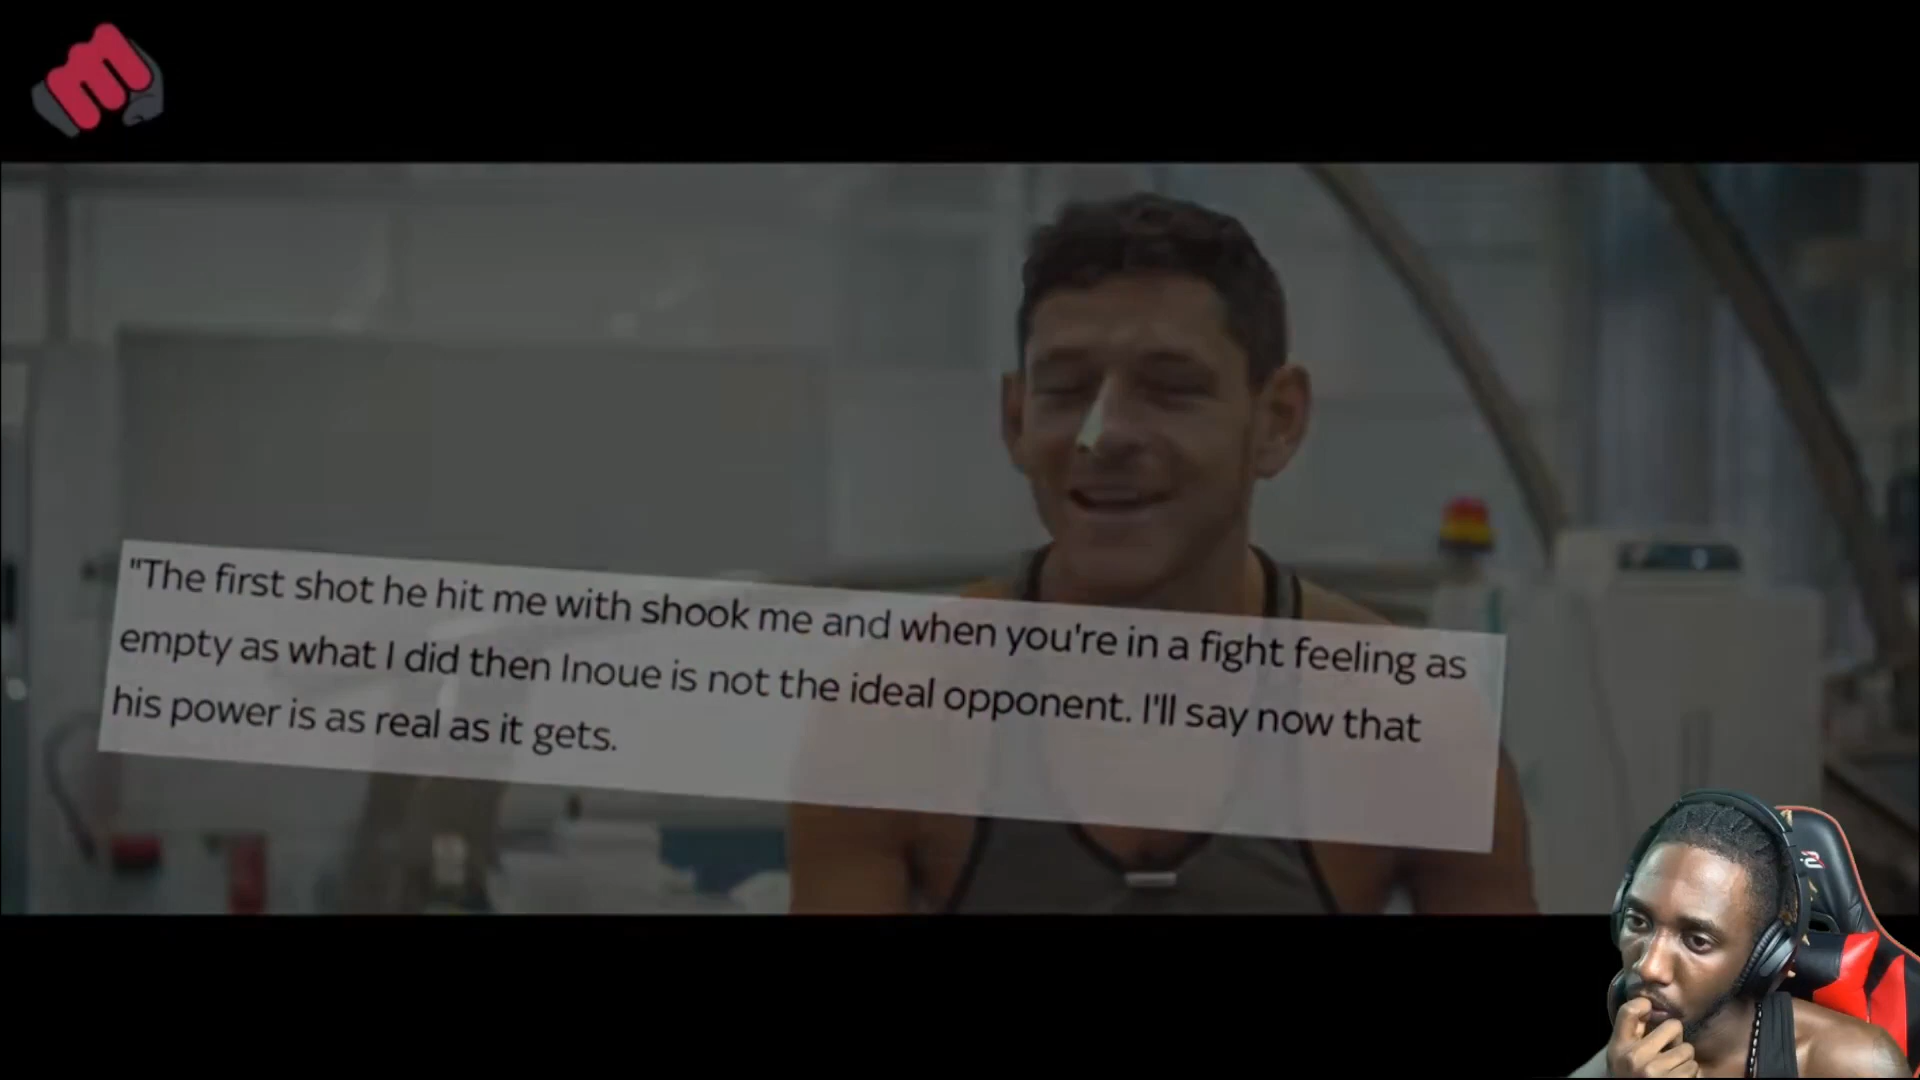 "The first shot he hit me with shook me and when you're in a fight feeling as
empty as what I did then Inoue is not the ideal opponent. I'll say now that
his power is as real as it gets.